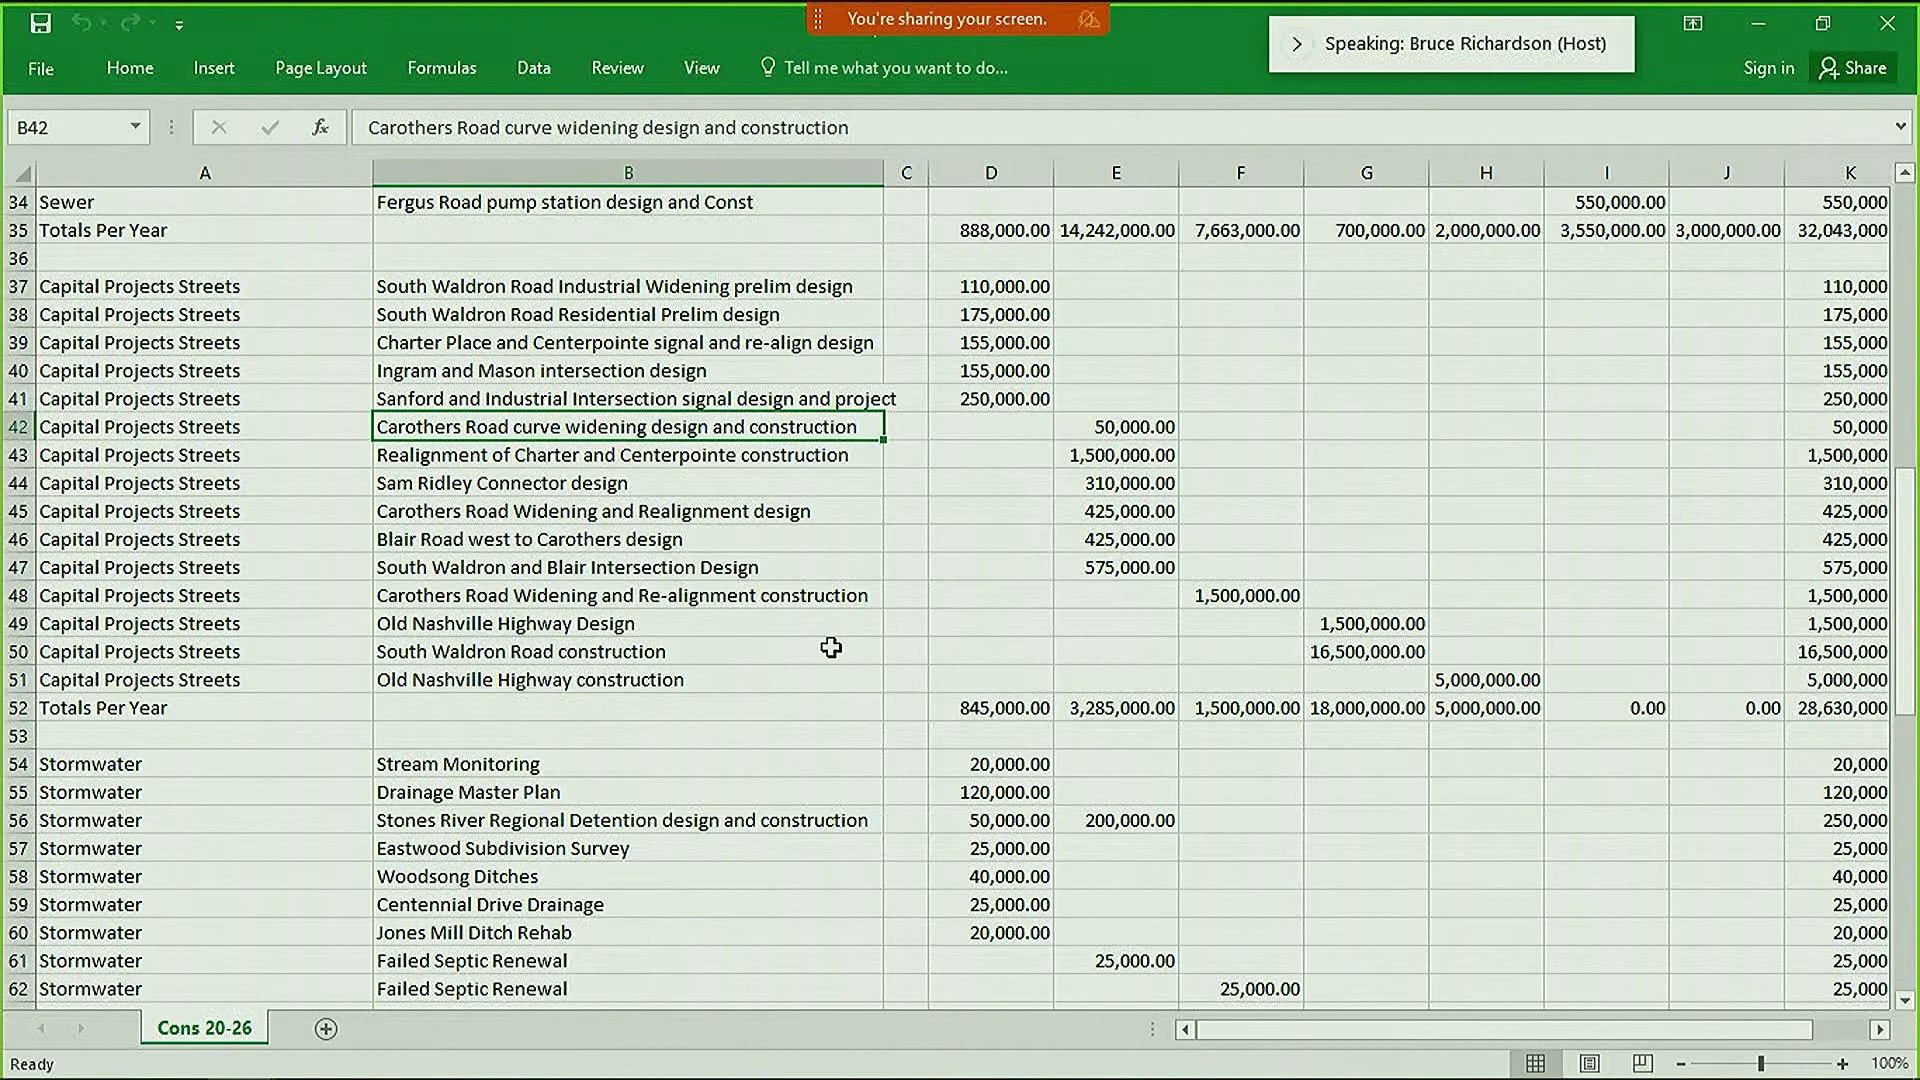 You're sharing your screen.
Speaking: Bruce Richardson (Host)
File Home Insert Page Layout Formulas Data Review View Tell me what you want to do... Sign in Share
B42 fx Carothers Road curve widening design and construction
A B C D E F G H I J K
34 Sewer Fergus Road pump station design and Const 550,000.00 550,000
35 Totals Per Year 888,000.00 14,242,000.00 7,663,000.00 700,000.00 2,000,000.00 3,550,000.00 3,000,000.00 32,043,000
36
37 Capital Projects Streets South Waldron Road Industrial Widening prelim design 110,000.00 110,000
38 Capital Projects Streets South Waldron Road Residential Prelim design 175,000.00 175,000
39 Capital Projects Streets Charter Place and Centerpointe signal and re-align design 155,000.00 155,000
40 Capital Projects Streets Ingram and Mason intersection design 155,000.00 155,000
41 Capital Projects Streets Sanford and Industrial Intersection signal design and project 250,000.00 250,000
42 Capital Projects Streets Carothers Road curve widening design and construction 50,000.00 50,000
43 Capital Projects Streets Realignment of Charter and Centerpointe construction 1,500,000.00 1,500,000
44 Capital Projects Streets Sam Ridley Connector design 310,000.00 310,000
45 Capital Projects Streets Carothers Road Widening and Realignment design 425,000.00 425,000
46 Capital Projects Streets Blair Road west to Carothers design 425,000.00 425,000
47 Capital Projects Streets South Waldron and Blair Intersection Design 575,000.00 575,000
48 Capital Projects Streets Carothers Road Widening and Re-alignment construction 1,500,000.00 1,500,000
49 Capital Projects Streets Old Nashville Highway Design 1,500,000.00 1,500,000
50 Capital Projects Streets South Waldron Road construction 16,500,000.00 16,500,000
51 Capital Projects Streets Old Nashville Highway construction 5,000,000.00 5,000,000
52 Totals Per Year 845,000.00 3,285,000.00 1,500,000.00 18,000,000.00 5,000,000.00 0.00 0.00 28,630,000
53
54 Stormwater Stream Monitoring 20,000.00 20,000
55 Stormwater Drainage Master Plan 120,000.00 120,000
56 Stormwater Stones River Regional Detention design and construction 50,000.00 200,000.00 250,000
57 Stormwater Eastwood Subdivision Survey 25,000.00 25,000
58 Stormwater Woodsong Ditches 40,000.00 40,000
59 Stormwater Centennial Drive Drainage 25,000.00 25,000
60 Stormwater Jones Mill Ditch Rehab 20,000.00 20,000
61 Stormwater Failed Septic Renewal 25,000.00 25,000
62 Stormwater Failed Septic Renewal 25,000.00 25,000
Cons 20-26
Ready 100%